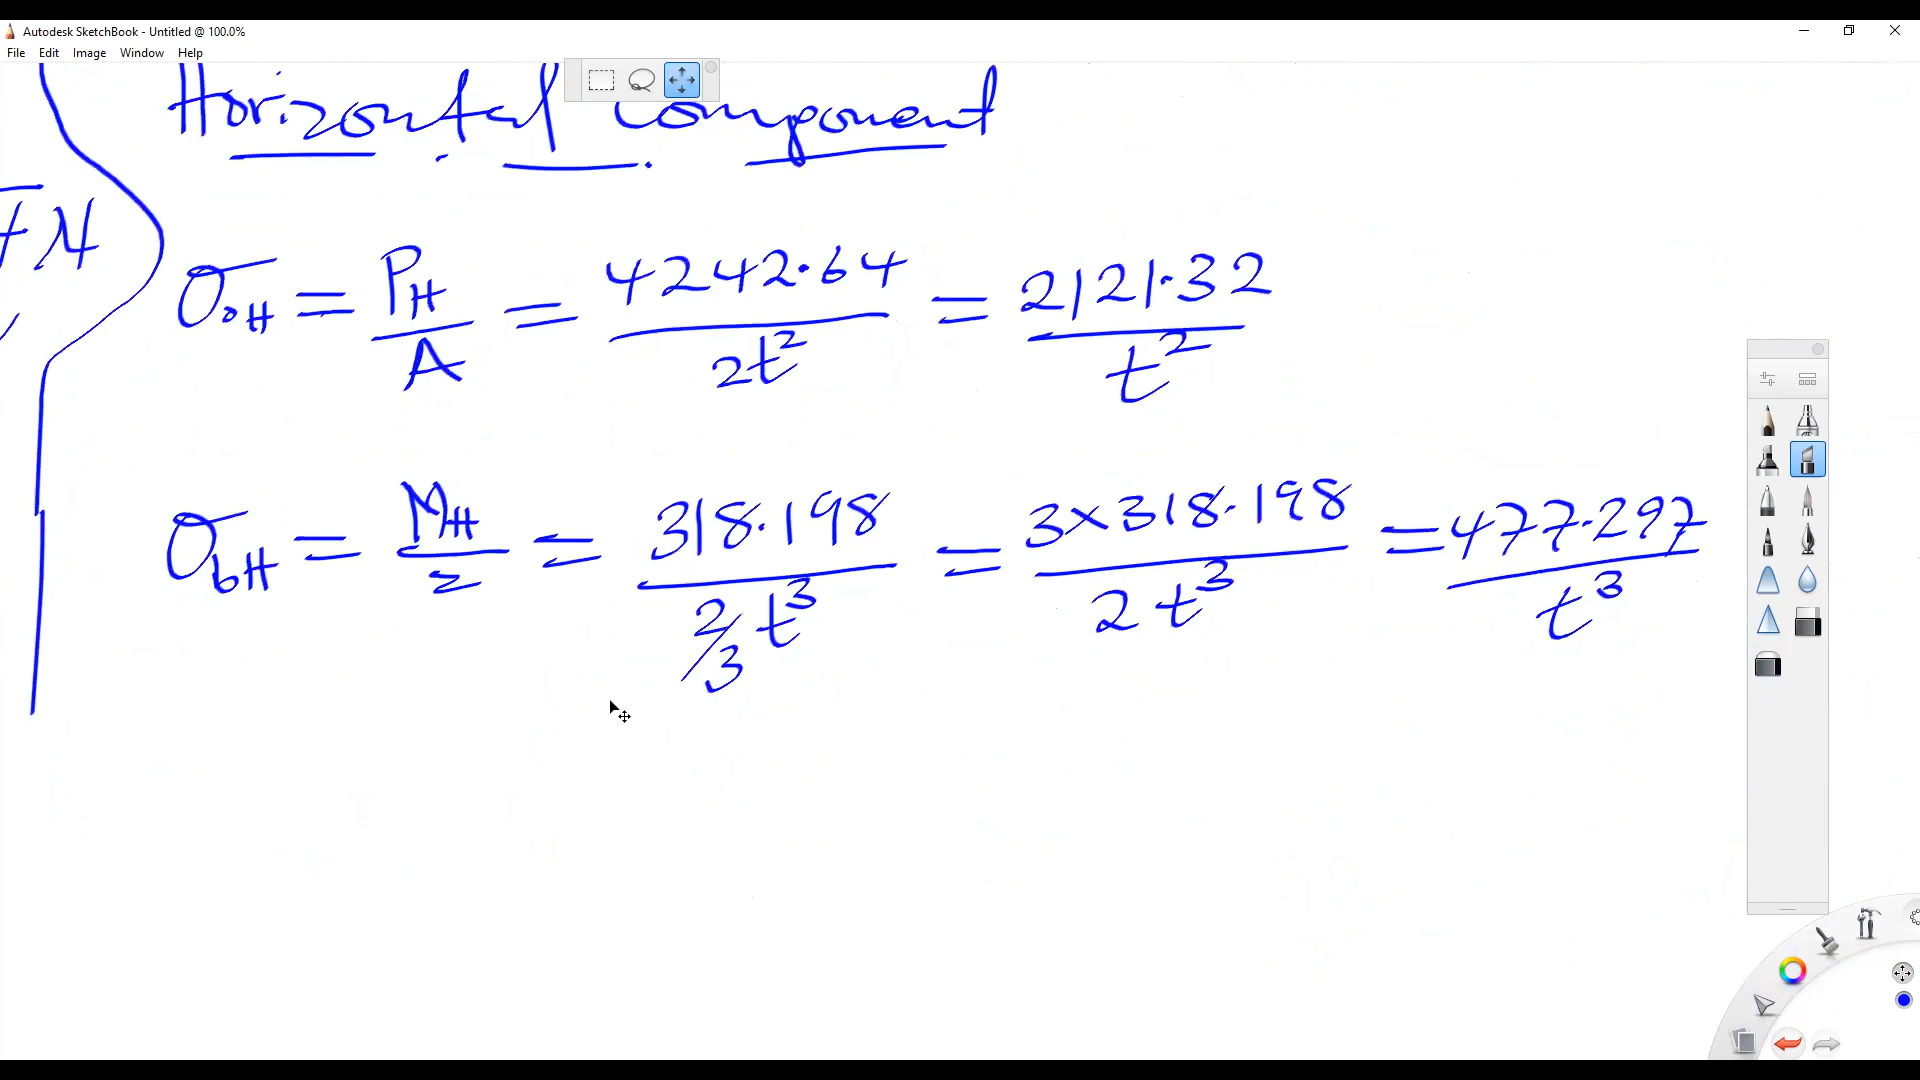 Autodesk SketchBook - Untitled @ 100.0%
File Edit Image Window Help
Horizontal component
N
σoH = PH/A = 4242.64/2t² = 2121.32/t²
σbH = MH/z = 318.198/(2/3 t³) = 3×318.198/2t³ = 477.297/t³